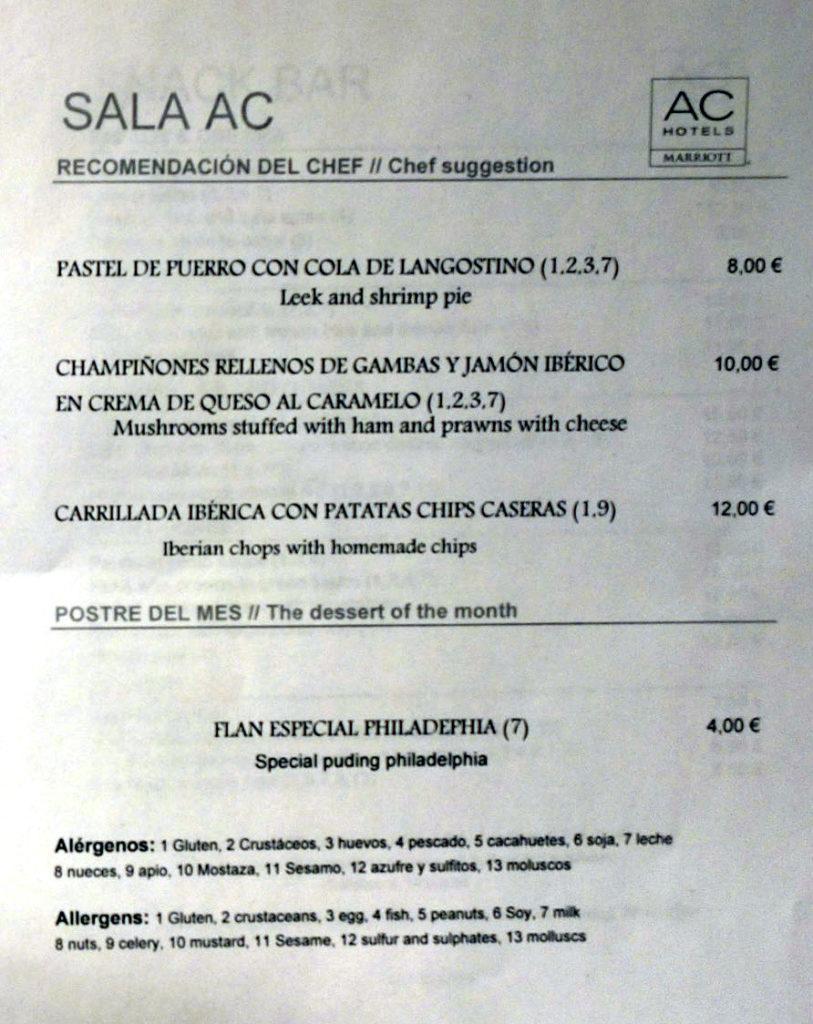 SALA AC
AC
HOTELS
MARRIOTT
RECOMENDACIÓN DEL CHEF // Chef suggestion
PASTEL DE PUERRO CON COLA DE LANGOSTINO (1,2,3,7) 8,00 €
Leek and shrimp pie
CHAMPIÑONES RELLENOS DE GAMBAS Y JAMÓN IBÉRICO 10,00 €
EN CREMA DE QUESO AL CARAMELO (1,2,3,7)
Mushrooms stuffed with ham and prawns with cheese
CARRILLADA IBÉRICA CON PATATAS CHIPS CASERAS (1,9) 12,00 €
Iberian chops with homemade chips
POSTRE DEL MES // The dessert of the month
FLAN ESPECIAL PHILADEPHIA (7) 4,00 €
Special puding philadelphia
Alérgenos: 1 Gluten, 2 Crustáceos, 3 huevos, 4 pescado, 5 cacahuetes, 6 soja, 7 leche
8 nueces, 9 apio, 10 Mostaza, 11 Sesamo, 12 azufre y sulfitos, 13 moluscos
Allergens: 1 Gluten, 2 crustaceans, 3 egg, 4 fish, 5 peanuts, 6 Soy, 7 milk
8 nuts, 9 celery, 10 mustard, 11 Sesame, 12 sulfur and sulphates, 13 molluscs